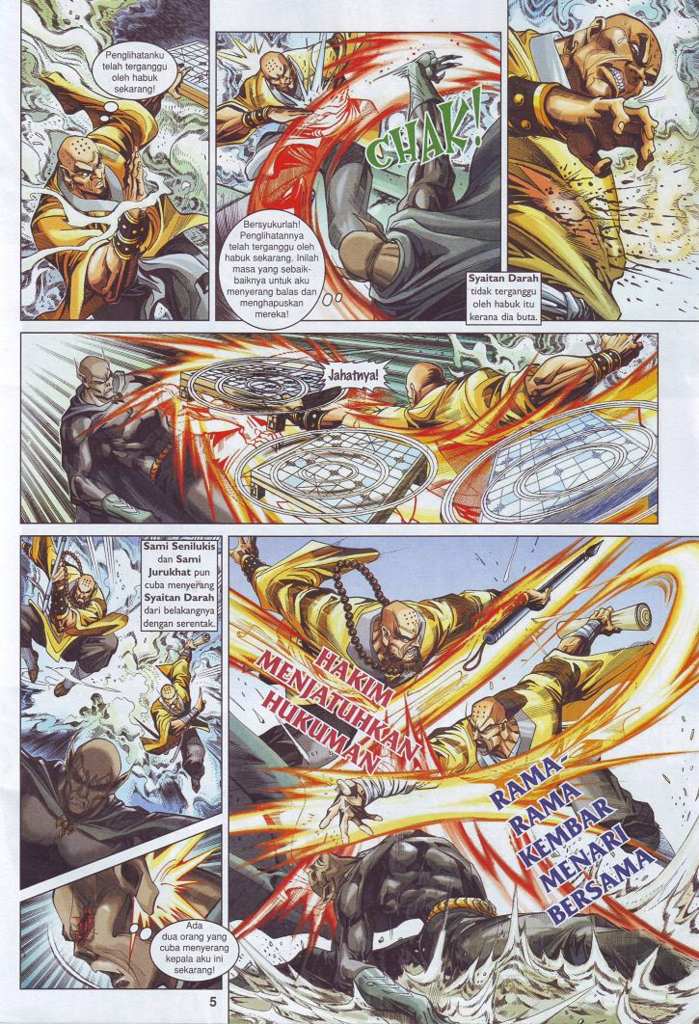 Penglihatanku
telah terganggu
oleh habuk
sekarang!
CHAK!
Bersyukurlah!
Penglihatannya
telah terganggu oleh
habuk sekarang. Inilah
masa yang sebaik-
baiknya untuk aku
menyerang balas dan
menghapuskan
mereka!
Syaitan Darah
tidak terganggu
oleh habuk itu
kerana dia buta.
Jahatnya!
Sami Senilukis
dan Sami
Jurukhat pun
cuba menyerang
Syaitan Darah
dari belakangnya
dengan serentak.
HAKIM
MENJATUHKAN
HUKUMAN
RAMA-
RAMA
KEMBAR
MENARI
BERSAMA
Ada
dua orang yang
cuba menyerang
kepala aku ini
sekarang!
5